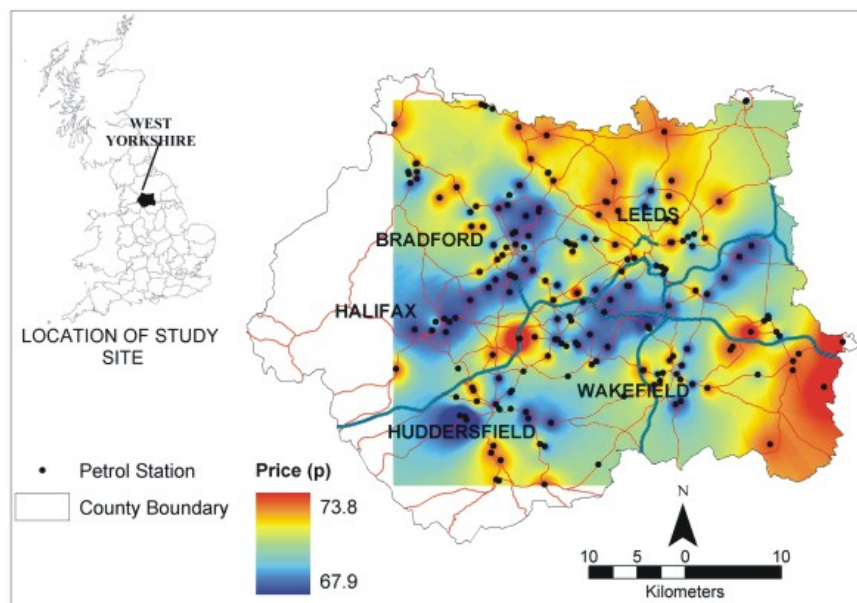 WEST
YORKSHIRE
LOCATION OF STUDY
SITE
LEEDS
BRADFORD
HALIFAX
WAKEFIELD
HUDDERSFIELD
Petrol Station
County Boundary
Price (p)
73.8
67.9
N
10 5 0 10
Kilometers